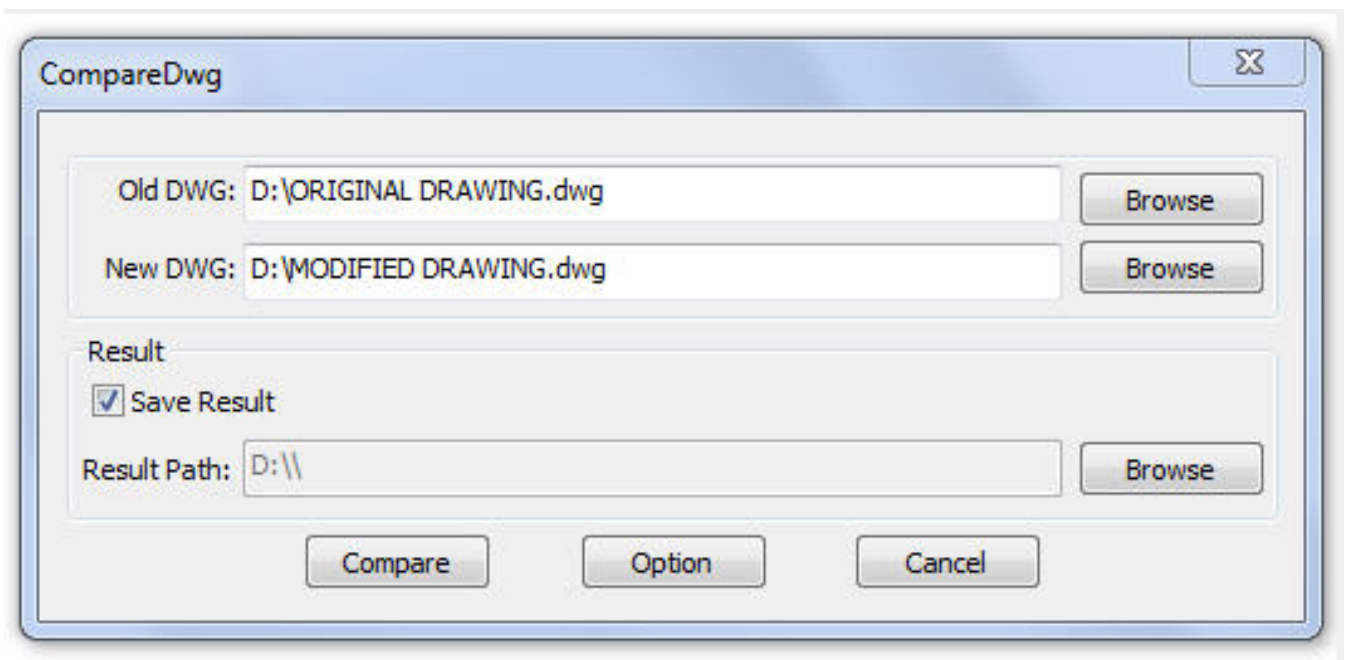 CompareDwg
Old DWG: D:\ORIGINAL DRAWING.dwg Browse
New DWG: D:\MODIFIED DRAWING.dwg Browse
Result
Save Result
Result Path: D:\\ Browse
Compare Option Cancel